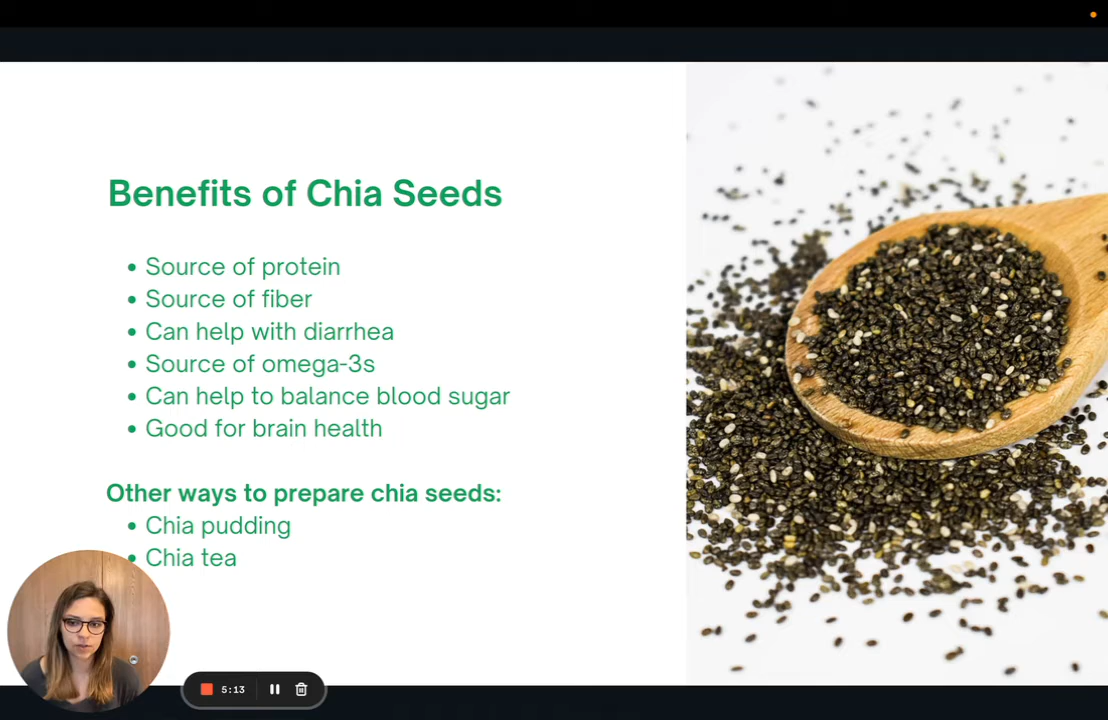 Benefits of Chia Seeds
Source of protein
Source of fiber
Can help with diarrhea
Source of omega-3s
Can help to balance blood sugar
Good for brain health
Other ways to prepare chia seeds:
Chia pudding
Chia tea
5:13